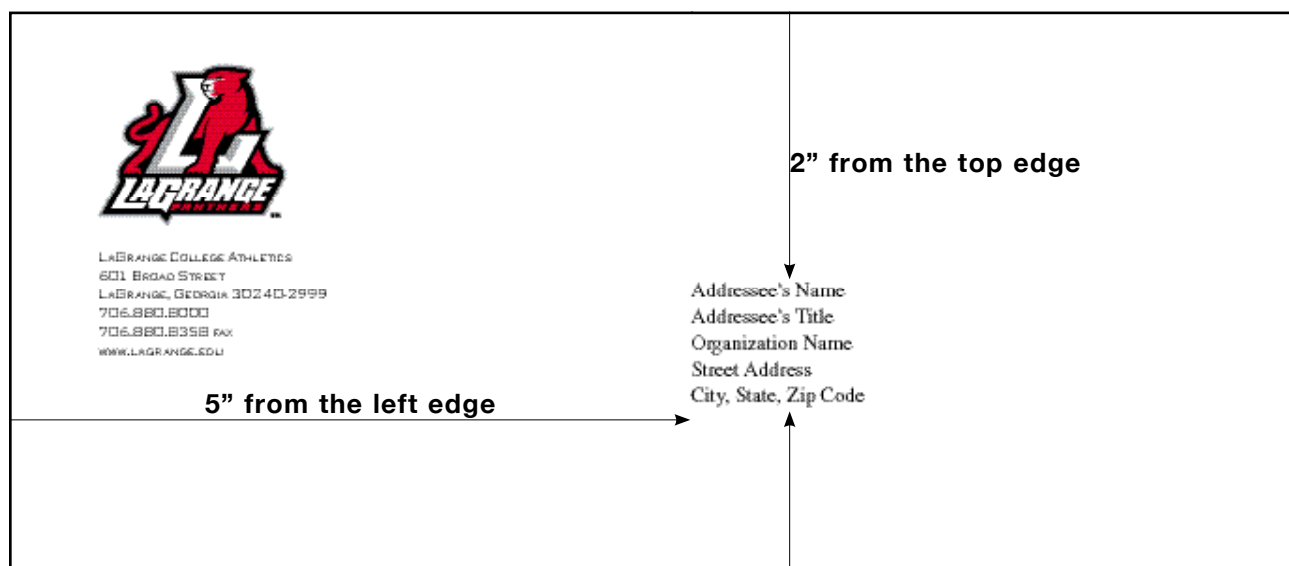 LAGRANGE
PANTHERS
™
LaGrange College Athletics
601 Broad Street
LaGrange, Georgia 30240-2999
706.880.8000
706.880.8358 fax
www.lagrange.edu
2” from the top edge
Addressee's Name
Addressee's Title
Organization Name
Street Address
City, State, Zip Code
5” from the left edge